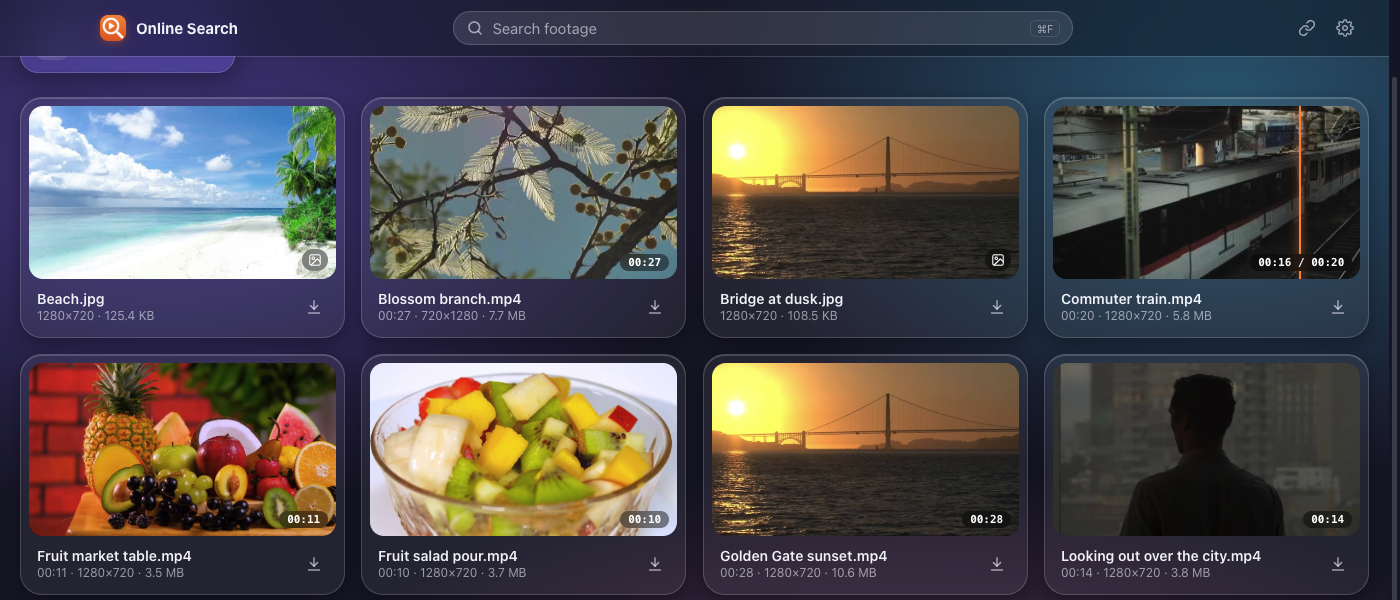 Online Search
Search footage
⌘F
00:27
00:16 / 00:20
Beach.jpg
1280×720 · 125.4 KB
Blossom branch.mp4
00:27 · 720×1280 · 7.7 MB
Bridge at dusk.jpg
1280×720 · 108.5 KB
Commuter train.mp4
00:20 · 1280×720 · 5.8 MB
00:11
00:10
00:28
00:14
Fruit market table.mp4
00:11 · 1280×720 · 3.5 MB
Fruit salad pour.mp4
00:10 · 1280×720 · 3.7 MB
Golden Gate sunset.mp4
00:28 · 1280×720 · 10.6 MB
Looking out over the city.mp4
00:14 · 1280×720 · 3.8 MB